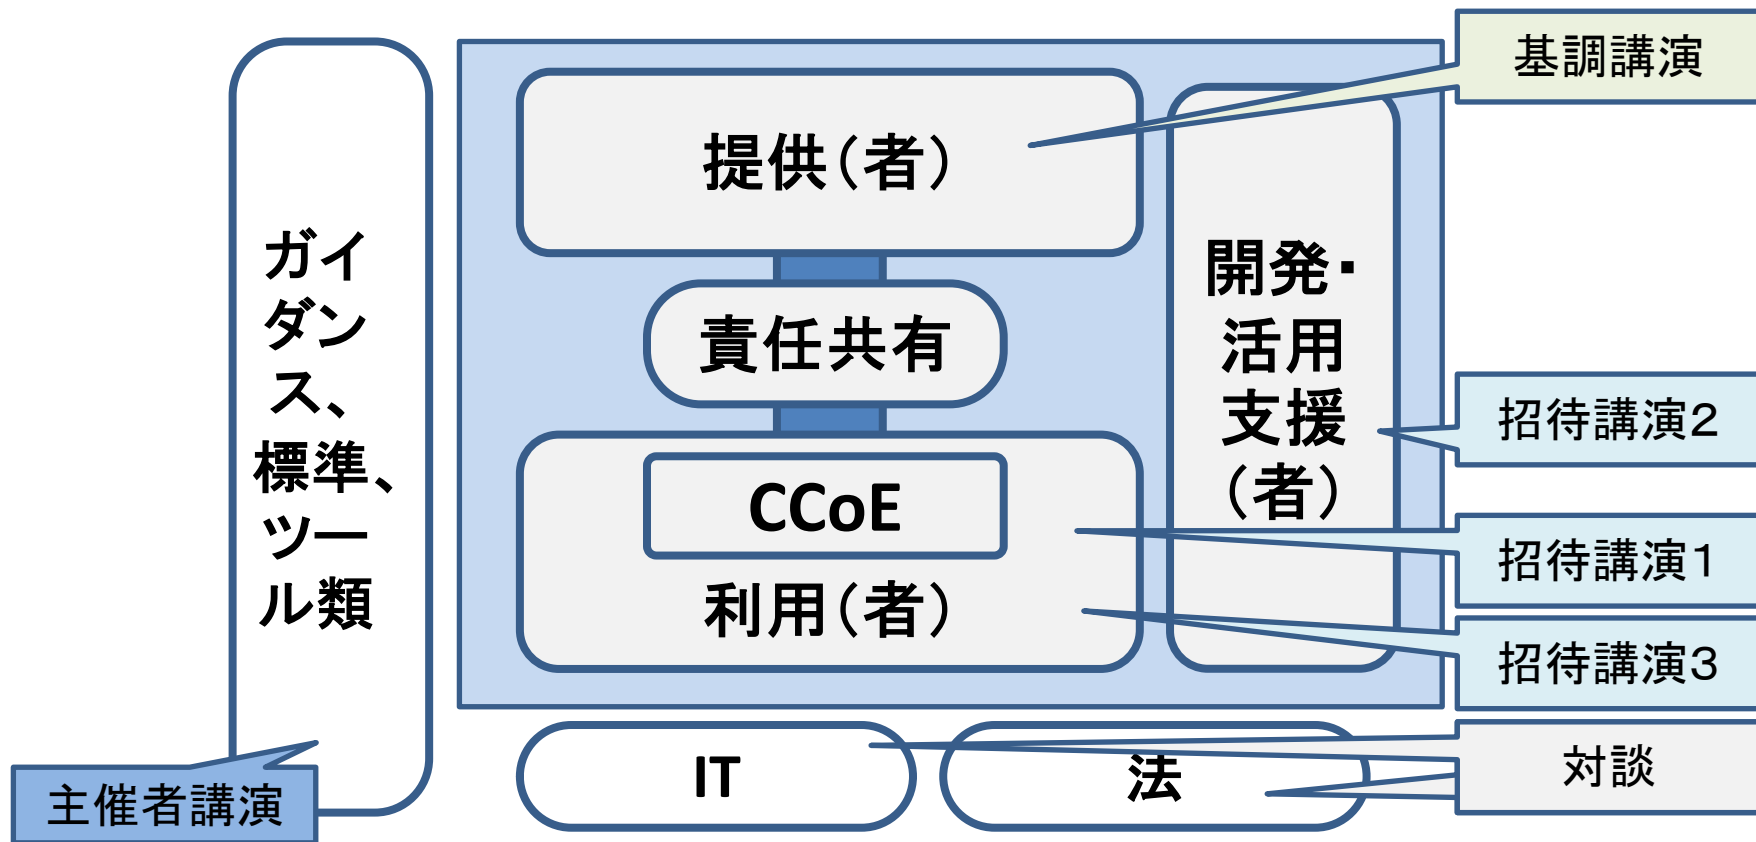 基調講演
提供（者）
ガイ
ダン
ス、
標準、
ツー
ル類
責任共有
開発・
活用
支援
（者）
CCoE
利用（者）
招待講演２
招待講演１
招待講演３
IT
法
対談
主催者講演